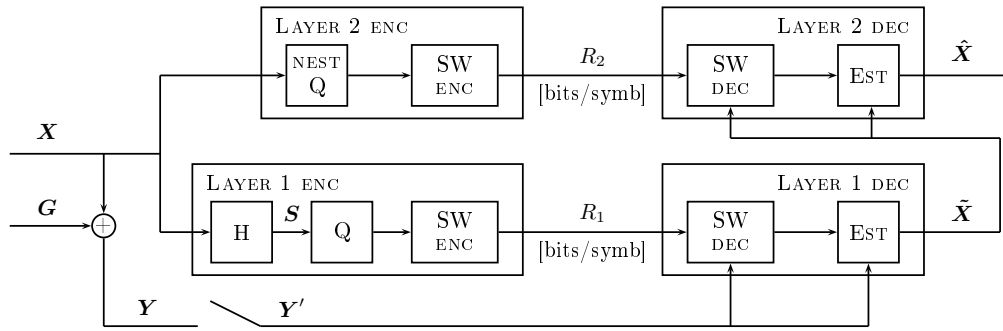 LAYER 2 ENC
NEST
Q
SW
ENC
R₂
[bits/symb]
LAYER 2 DEC
SW
DEC
EST
X̂
X
G
+
LAYER 1 ENC
H
S
Q
SW
ENC
R₁
[bits/symb]
LAYER 1 DEC
SW
DEC
EST
X̃
Y
Y′